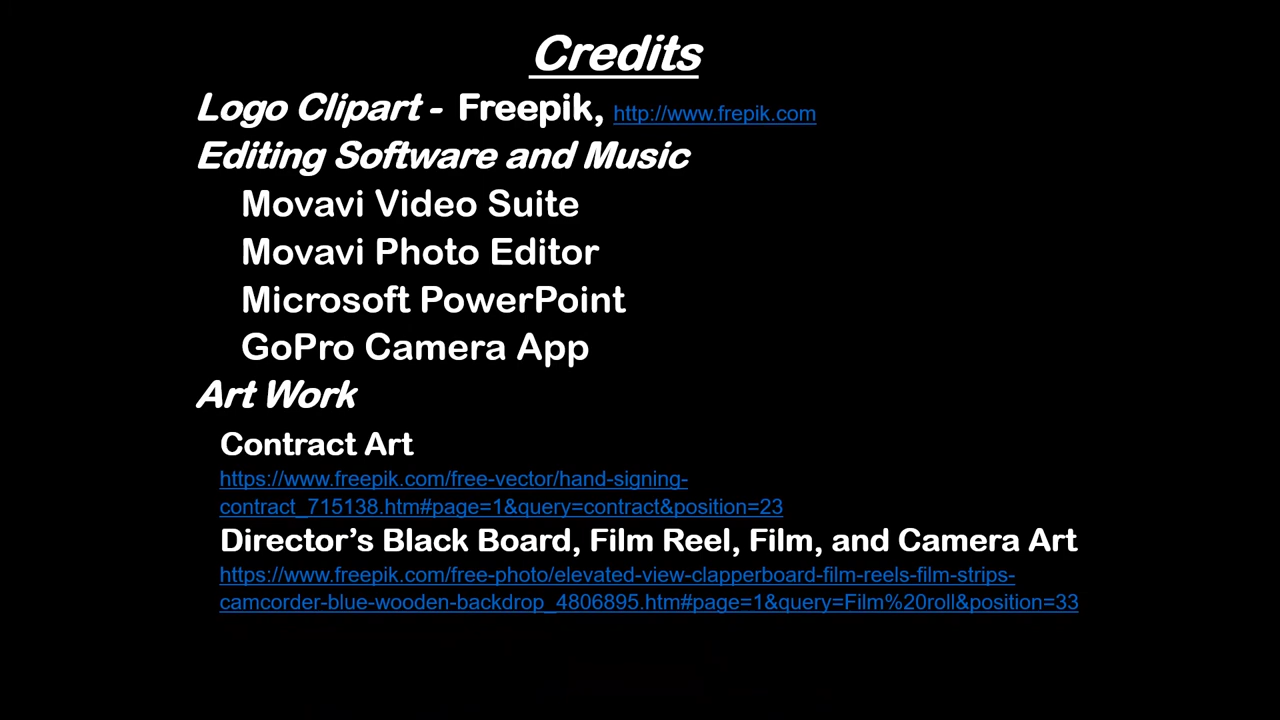 Credits
Logo Clipart - Freepik, http://www.frepik.com
Editing Software and Music
Movavi Video Suite
Movavi Photo Editor
Microsoft PowerPoint
GoPro Camera App
Art Work
Contract Art
https://www.freepik.com/free-vector/hand-signing-
contract_715138.htm#page=1&query=contract&position=23
Director’s Black Board, Film Reel, Film, and Camera Art
https://www.freepik.com/free-photo/elevated-view-clapperboard-film-reels-film-strips-
camcorder-blue-wooden-backdrop_4806895.htm#page=1&query=Film%20roll&position=33